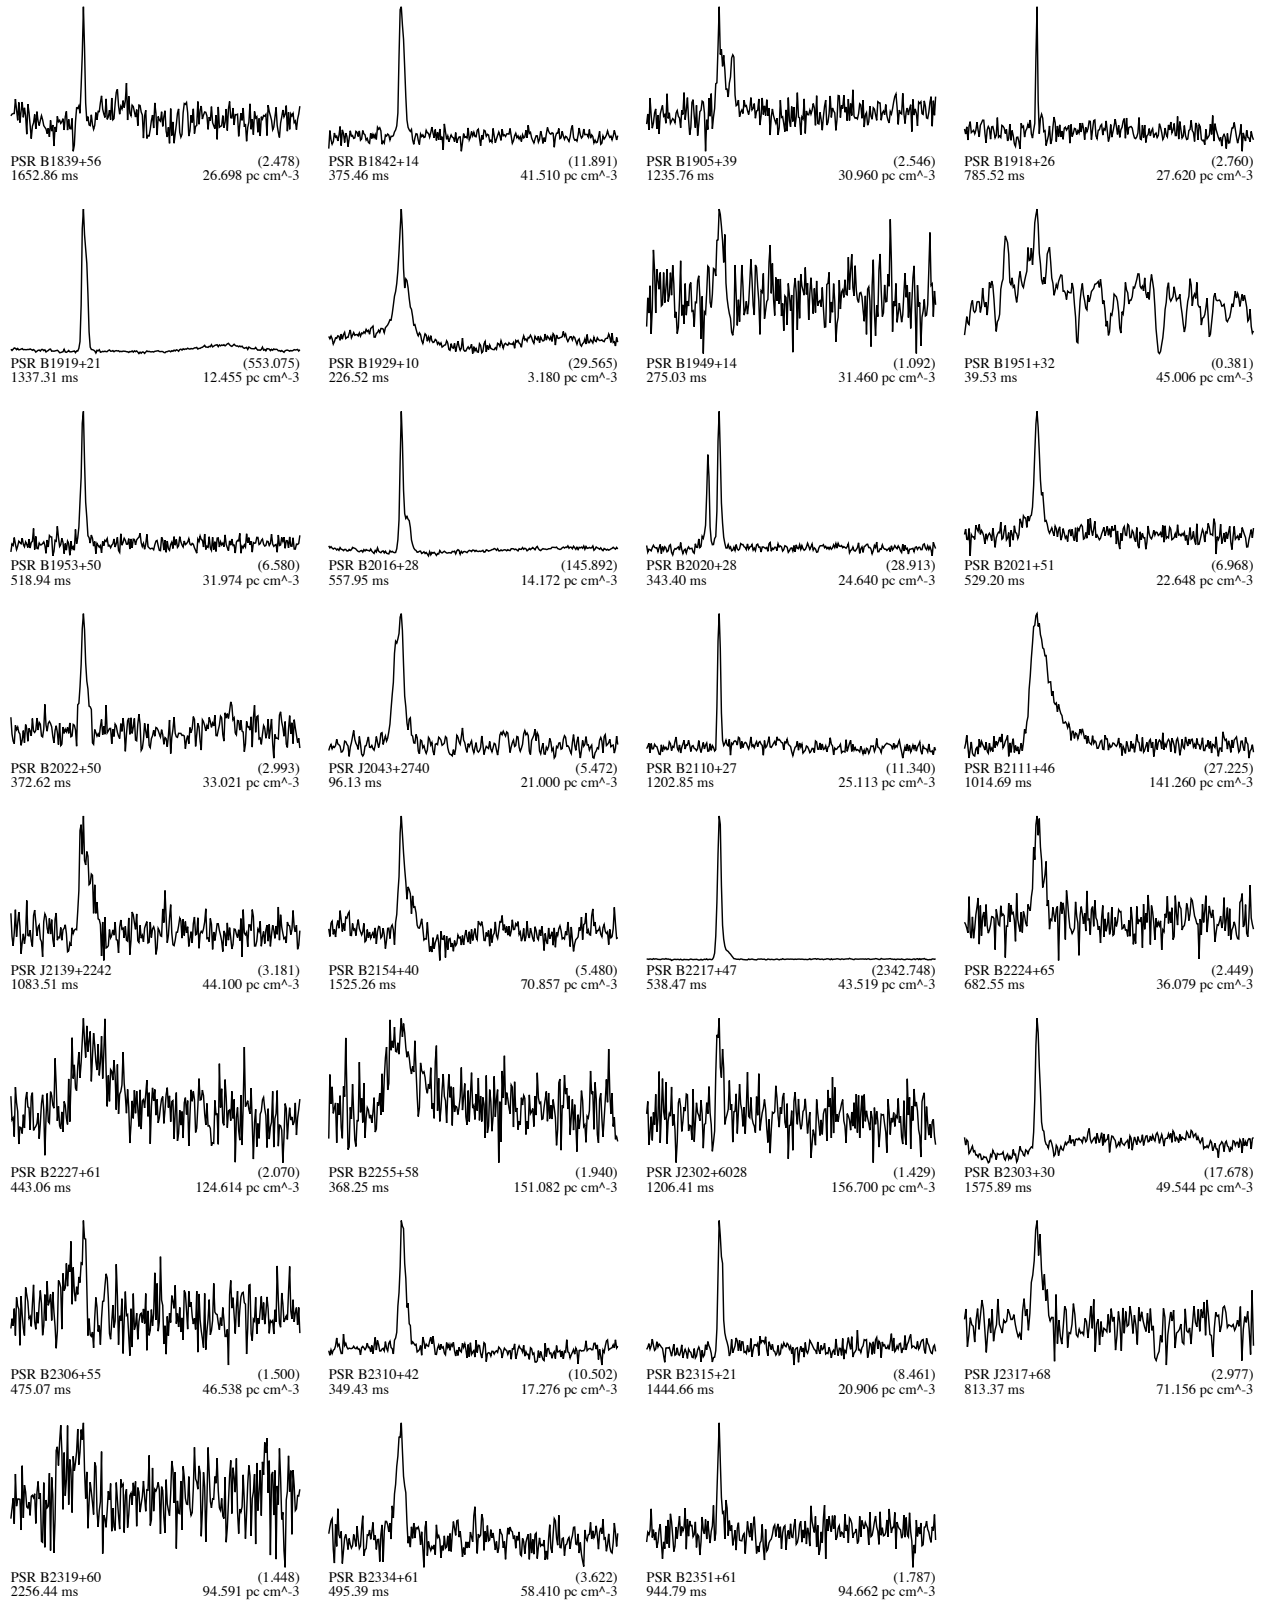 PSR B1839+56 (2.478)
1652.86 ms 26.698 pc cm^-3
PSR B1842+14 (11.891)
375.46 ms 41.510 pc cm^-3
PSR B1905+39 (2.546)
1235.76 ms 30.960 pc cm^-3
PSR B1918+26 (2.760)
785.52 ms 27.620 pc cm^-3
PSR B1919+21 (553.075)
1337.31 ms 12.455 pc cm^-3
PSR B1929+10 (29.565)
226.52 ms 3.180 pc cm^-3
PSR B1949+14 (1.092)
275.03 ms 31.460 pc cm^-3
PSR B1951+32 (0.381)
39.53 ms 45.006 pc cm^-3
PSR B1953+50 (6.580)
518.94 ms 31.974 pc cm^-3
PSR B2016+28 (145.892)
557.95 ms 14.172 pc cm^-3
PSR B2020+28 (28.913)
343.40 ms 24.640 pc cm^-3
PSR B2021+51 (6.968)
529.20 ms 22.648 pc cm^-3
PSR B2022+50 (2.993)
372.62 ms 33.021 pc cm^-3
PSR J2043+2740 (5.472)
96.13 ms 21.000 pc cm^-3
PSR B2110+27 (11.340)
1202.85 ms 25.113 pc cm^-3
PSR B2111+46 (27.225)
1014.69 ms 141.260 pc cm^-3
PSR J2139+2242 (3.181)
1083.51 ms 44.100 pc cm^-3
PSR B2154+40 (5.480)
1525.26 ms 70.857 pc cm^-3
PSR B2217+47 (2342.748)
538.47 ms 43.519 pc cm^-3
PSR B2224+65 (2.449)
682.55 ms 36.079 pc cm^-3
PSR B2227+61 (2.070)
443.06 ms 124.614 pc cm^-3
PSR B2255+58 (1.940)
368.25 ms 151.082 pc cm^-3
PSR J2302+6028 (1.429)
1206.41 ms 156.700 pc cm^-3
PSR B2303+30 (17.678)
1575.89 ms 49.544 pc cm^-3
PSR B2306+55 (1.500)
475.07 ms 46.538 pc cm^-3
PSR B2310+42 (10.502)
349.43 ms 17.276 pc cm^-3
PSR B2315+21 (8.461)
1444.66 ms 20.906 pc cm^-3
PSR J2317+68 (2.977)
813.37 ms 71.156 pc cm^-3
PSR B2319+60 (1.448)
2256.44 ms 94.591 pc cm^-3
PSR B2334+61 (3.622)
495.39 ms 58.410 pc cm^-3
PSR B2351+61 (1.787)
944.79 ms 94.662 pc cm^-3